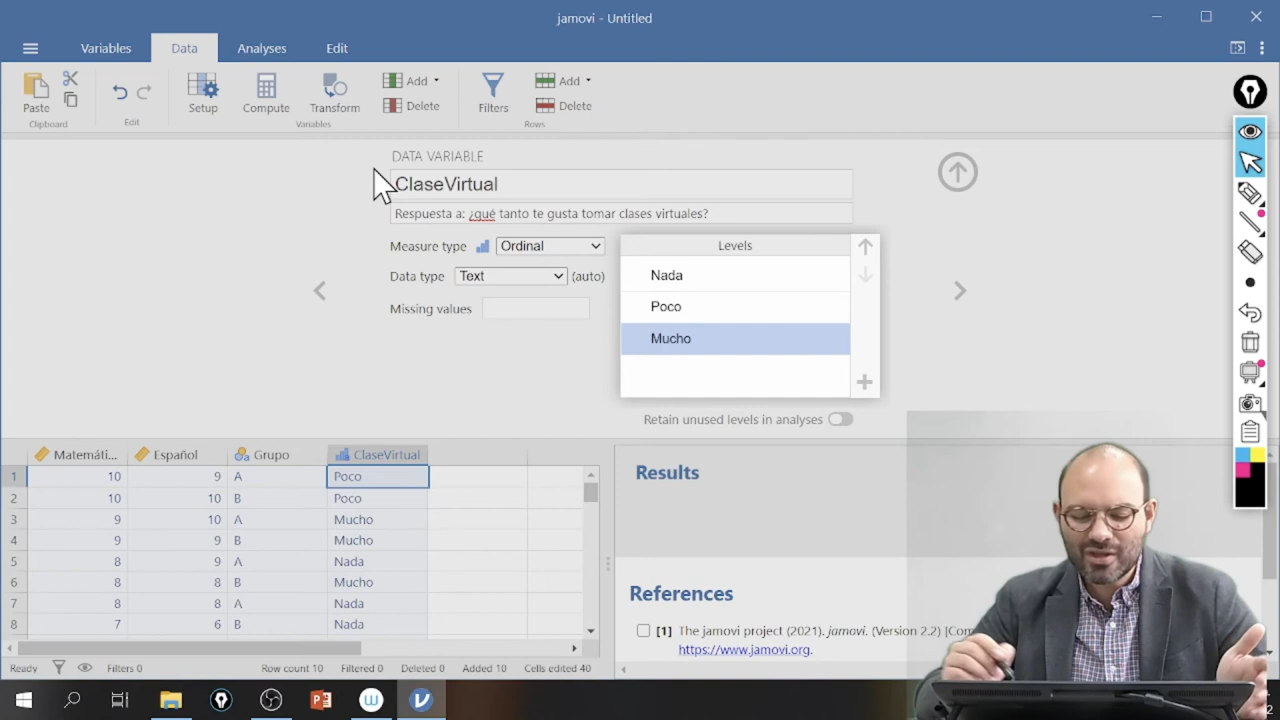 jamovi - Untitled
Variables Data Analyses Edit
Paste Setup Compute Transform Add Delete Filters Add Delete
Clipboard Edit Variables Rows
DATA VARIABLE
ClaseVirtual
Respuesta a: ¿qué tanto te gusta tomar clases virtuales?
Measure type Ordinal
Data type Text (auto)
Missing values
Levels
Nada
Poco
Mucho
Retain unused levels in analyses
Matemáti... Español Grupo ClaseVirtual
1 10 9 A Poco
2 10 10 B Poco
3 9 10 A Mucho
4 9 9 B Mucho
5 8 9 A Nada
6 8 8 B Mucho
7 8 8 A Nada
8 7 6 B Nada
Ready Filters 0 Row count 10 Filtered 0 Deleted 0 Added 10 Cells edited 40
Results
References
[1] The jamovi project (2021). jamovi. (Version 2.2) [Com
https://www.jamovi.org.